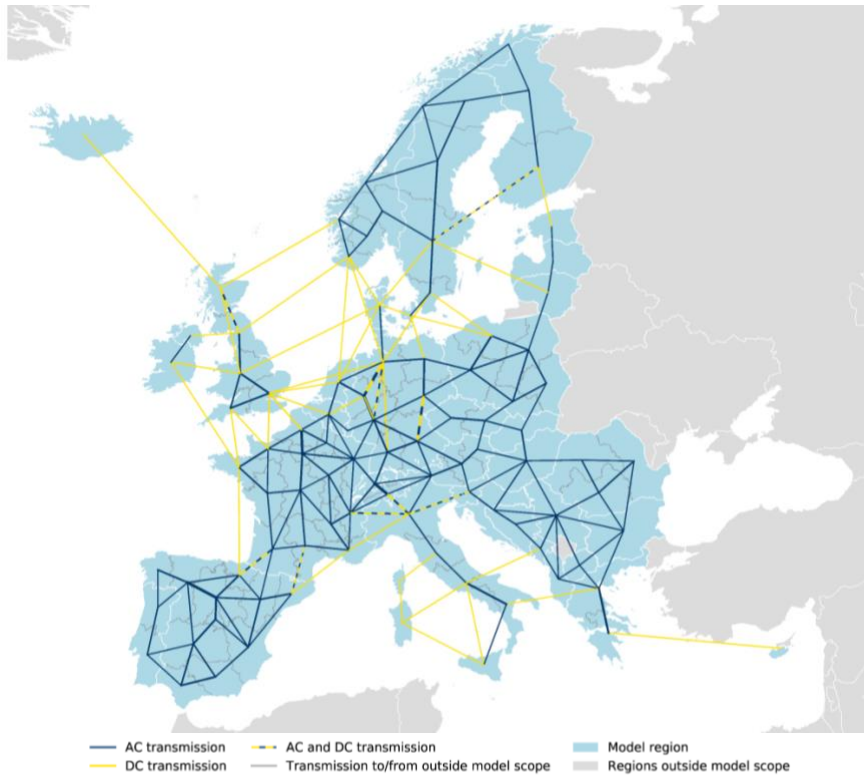 AC transmission
AC and DC transmission
Model region
DC transmission
Transmission to/from outside model scope
Regions outside model scope